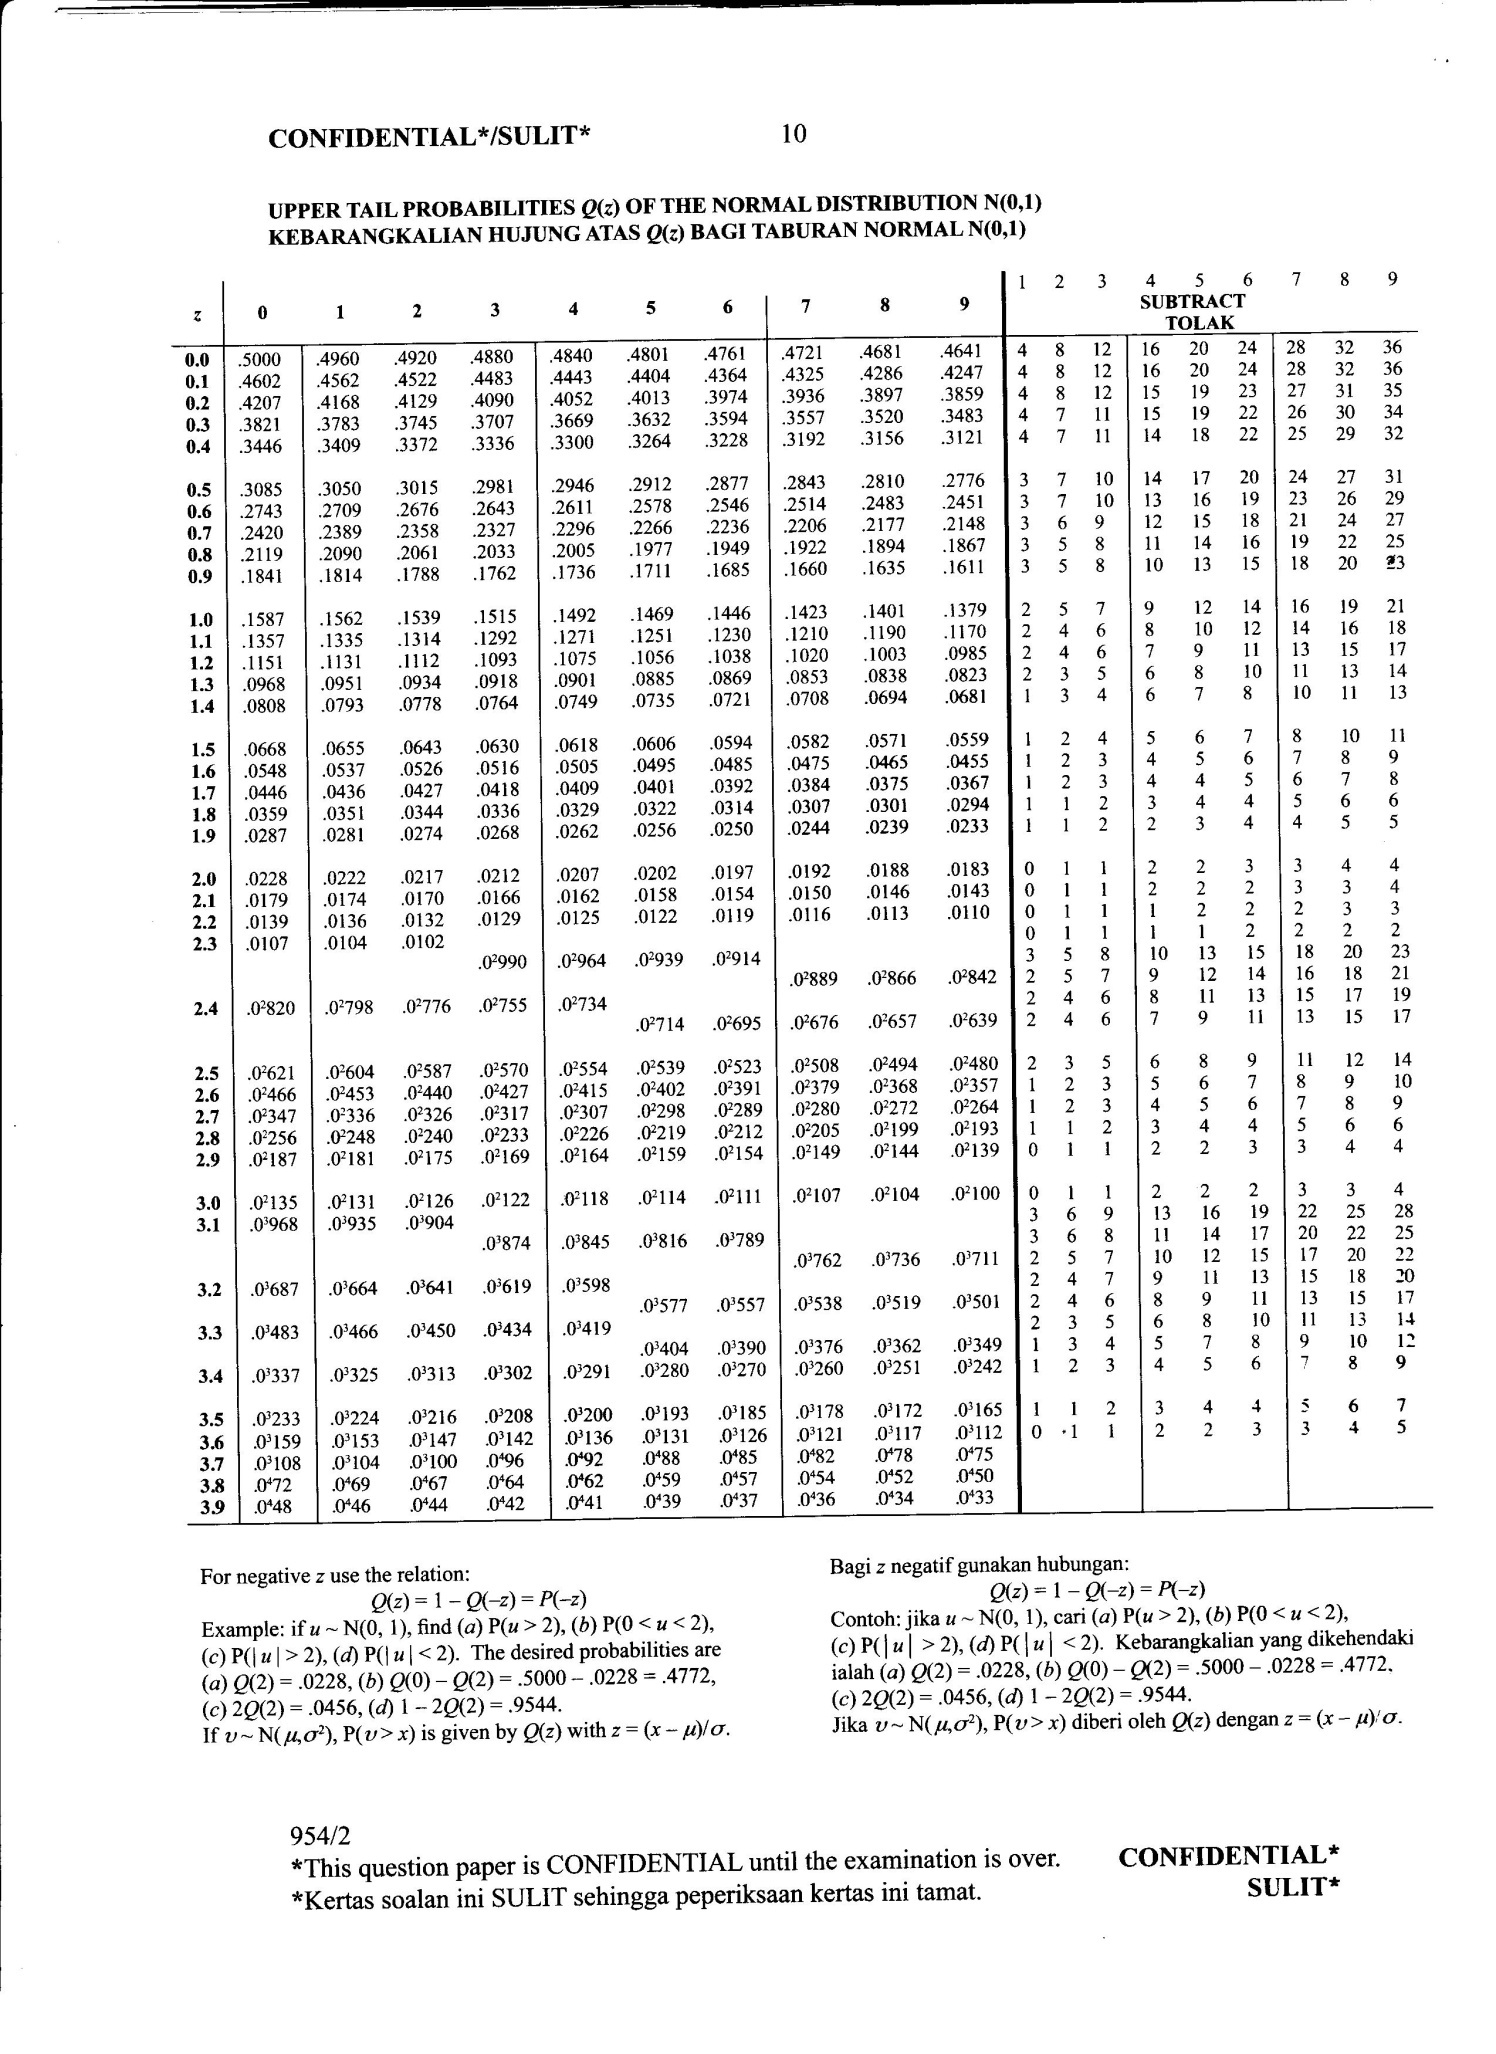 CONFIDENTIAL*/SULIT* 10
UPPER TAIL PROBABILITIES Q(z) OF THE NORMAL DISTRIBUTION N(0,1)
KEBARANGKALIAN HUJUNG ATAS Q(z) BAGI TABURAN NORMAL N(0,1)
z 0 1 2 3 4 5 6 7 8 9 1 2 3 4 5 6 7 8 9
SUBTRACT
TOLAK
0.0 .5000 .4960 .4920 .4880 .4840 .4801 .4761 .4721 .4681 .4641 4 8 12 16 20 24 28 32 36
0.1 .4602 .4562 .4522 .4483 .4443 .4404 .4364 .4325 .4286 .4247 4 8 12 16 20 24 28 32 36
0.2 .4207 .4168 .4129 .4090 .4052 .4013 .3974 .3936 .3897 .3859 4 8 12 15 19 23 27 31 35
0.3 .3821 .3783 .3745 .3707 .3669 .3632 .3594 .3557 .3520 .3483 4 7 11 15 19 22 26 30 34
0.4 .3446 .3409 .3372 .3336 .3300 .3264 .3228 .3192 .3156 .3121 4 7 11 14 18 22 25 29 32
0.5 .3085 .3050 .3015 .2981 .2946 .2912 .2877 .2843 .2810 .2776 3 7 10 14 17 20 24 27 31
0.6 .2743 .2709 .2676 .2643 .2611 .2578 .2546 .2514 .2483 .2451 3 7 10 13 16 19 23 26 29
0.7 .2420 .2389 .2358 .2327 .2296 .2266 .2236 .2206 .2177 .2148 3 6 9 12 15 18 21 24 27
0.8 .2119 .2090 .2061 .2033 .2005 .1977 .1949 .1922 .1894 .1867 3 5 8 11 14 16 19 22 25
0.9 .1841 .1814 .1788 .1762 .1736 .1711 .1685 .1660 .1635 .1611 3 5 8 10 13 15 18 20 23
1.0 .1587 .1562 .1539 .1515 .1492 .1469 .1446 .1423 .1401 .1379 2 5 7 9 12 14 16 19 21
1.1 .1357 .1335 .1314 .1292 .1271 .1251 .1230 .1210 .1190 .1170 2 4 6 8 10 12 14 16 18
1.2 .1151 .1131 .1112 .1093 .1075 .1056 .1038 .1020 .1003 .0985 2 4 6 7 9 11 13 15 17
1.3 .0968 .0951 .0934 .0918 .0901 .0885 .0869 .0853 .0838 .0823 2 3 5 6 8 10 11 13 14
1.4 .0808 .0793 .0778 .0764 .0749 .0735 .0721 .0708 .0694 .0681 1 3 4 6 7 8 10 11 13
1.5 .0668 .0655 .0643 .0630 .0618 .0606 .0594 .0582 .0571 .0559 1 2 4 5 6 7 8 10 11
1.6 .0548 .0537 .0526 .0516 .0505 .0495 .0485 .0475 .0465 .0455 1 2 3 4 5 6 7 8 9
1.7 .0446 .0436 .0427 .0418 .0409 .0401 .0392 .0384 .0375 .0367 1 2 3 4 4 5 6 7 8
1.8 .0359 .0351 .0344 .0336 .0329 .0322 .0314 .0307 .0301 .0294 1 1 2 3 4 4 5 6 6
1.9 .0287 .0281 .0274 .0268 .0262 .0256 .0250 .0244 .0239 .0233 1 1 2 2 3 4 4 5 5
2.0 .0228 .0222 .0217 .0212 .0207 .0202 .0197 .0192 .0188 .0183 0 1 1 2 2 3 3 4 4
2.1 .0179 .0174 .0170 .0166 .0162 .0158 .0154 .0150 .0146 .0143 0 1 1 2 2 2 3 3 4
2.2 .0139 .0136 .0132 .0129 .0125 .0122 .0119 .0116 .0113 .0110 0 1 1 1 2 2 2 3 3
2.3 .0107 .0104 .0102 0 1 1 1 1 2 2 2 2
.0²990 .0²964 .0²939 .0²914 3 5 8 10 13 15 18 20 23
.0²889 .0²866 .0²842 2 5 7 9 12 14 16 18 21
2.4 .0²820 .0²798 .0²776 .0²755 .0²734 2 4 6 8 11 13 15 17 19
.0²714 .0²695 .0²676 .0²657 .0²639 2 4 6 7 9 11 13 15 17
2.5 .0²621 .0²604 .0²587 .0²570 .0²554 .0²539 .0²523 .0²508 .0²494 .0²480 2 3 5 6 8 9 11 12 14
2.6 .0²466 .0²453 .0²440 .0²427 .0²415 .0²402 .0²391 .0²379 .0²368 .0²357 1 2 3 5 6 7 8 9 10
2.7 .0²347 .0²336 .0²326 .0²317 .0²307 .0²298 .0²289 .0²280 .0²272 .0²264 1 2 3 4 5 6 7 8 9
2.8 .0²256 .0²248 .0²240 .0²233 .0²226 .0²219 .0²212 .0²205 .0²199 .0²193 1 1 2 3 4 4 5 6 6
2.9 .0²187 .0²181 .0²175 .0²169 .0²164 .0²159 .0²154 .0²149 .0²144 .0²139 0 1 1 2 2 3 3 4 4
3.0 .0²135 .0²131 .0²126 .0²122 .0²118 .0²114 .0²111 .0²107 .0²104 .0²100 0 1 1 2 2 2 3 3 4
3.1 .0³968 .0³935 .0³904 3 6 9 13 16 19 22 25 28
.0³874 .0³845 .0³816 .0³789 3 6 8 11 14 17 20 22 25
.0³762 .0³736 .0³711 2 5 7 10 12 15 17 20 22
3.2 .0³687 .0³664 .0³641 .0³619 .0³598 2 4 7 9 11 13 15 18 20
.0³577 .0³557 .0³538 .0³519 .0³501 2 4 6 8 9 11 13 15 17
3.3 .0³483 .0³466 .0³450 .0³434 .0³419 2 3 5 6 8 10 11 13 14
.0³404 .0³390 .0³376 .0³362 .0³349 1 3 4 5 7 8 9 10 12
3.4 .0³337 .0³325 .0³313 .0³302 .0³291 .0³280 .0³270 .0³260 .0³251 .0³242 1 2 3 4 5 6 7 8 9
3.5 .0³233 .0³224 .0³216 .0³208 .0³200 .0³193 .0³185 .0³178 .0³172 .0³165 1 1 2 3 4 4 5 6 7
3.6 .0³159 .0³153 .0³147 .0³142 .0³136 .0³131 .0³126 .0³121 .0³117 .0³112 0 1 1 2 2 3 3 4 5
3.7 .0³108 .0³104 .0³100 .0⁴96 .0⁴92 .0⁴88 .0⁴85 .0⁴82 .0⁴78 .0⁴75
3.8 .0⁴72 .0⁴69 .0⁴67 .0⁴64 .0⁴62 .0⁴59 .0⁴57 .0⁴54 .0⁴52 .0⁴50
3.9 .0⁴48 .0⁴46 .0⁴44 .0⁴42 .0⁴41 .0⁴39 .0⁴37 .0⁴36 .0⁴34 .0⁴33
For negative z use the relation:
Q(z) = 1 – Q(–z) = P(–z)
Example: if u ~ N(0, 1), find (a) P(u > 2), (b) P(0 < u < 2),
(c) P(|u| > 2), (d) P(|u| < 2). The desired probabilities are
(a) Q(2) = .0228, (b) Q(0) – Q(2) = .5000 – .0228 = .4772,
(c) 2Q(2) = .0456, (d) 1 – 2Q(2) = .9544.
If υ ~ N(μ,σ²), P(υ > x) is given by Q(z) with z = (x – μ)/σ.
Bagi z negatif gunakan hubungan:
Q(z) = 1 – Q(–z) = P(–z)
Contoh: jika u ~ N(0, 1), cari (a) P(u > 2), (b) P(0 < u < 2),
(c) P(|u| > 2), (d) P(|u| < 2). Kebarangkalian yang dikehendaki
ialah (a) Q(2) = .0228, (b) Q(0) – Q(2) = .5000 – .0228 = .4772.
(c) 2Q(2) = .0456, (d) 1 – 2Q(2) = .9544.
Jika υ ~ N(μ,σ²), P(υ > x) diberi oleh Q(z) dengan z = (x – μ)/σ.
954/2
*This question paper is CONFIDENTIAL until the examination is over. CONFIDENTIAL*
*Kertas soalan ini SULIT sehingga peperiksaan kertas ini tamat. SULIT*